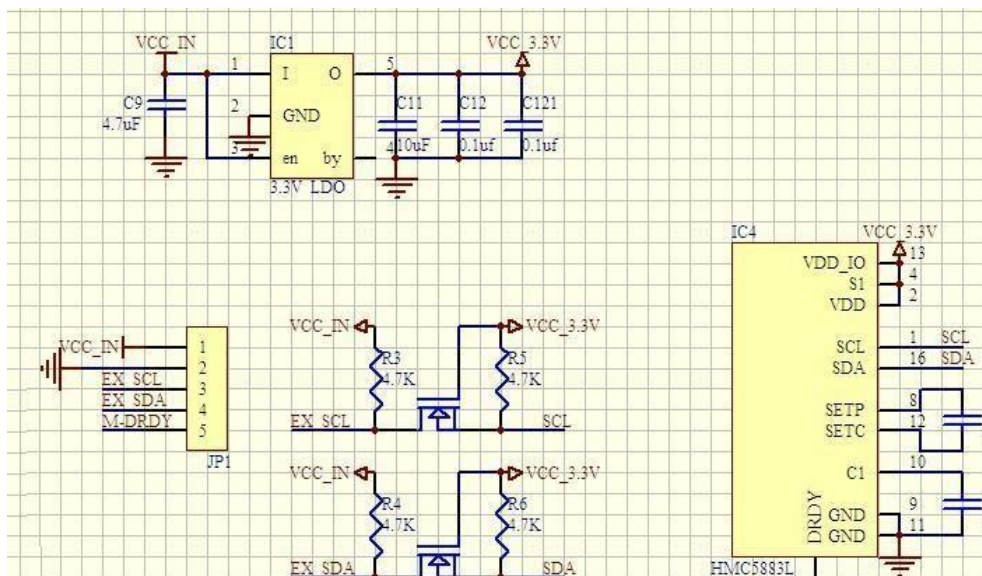 VCC_IN
IC1
VCC_3.3V
1
I
O
5
C9
4.7uF
2
GND
C11
C12
C121
10uF
0.1uf
0.1uf
3
en
by
4
3.3V LDO
IC4
VCC_3.3V
VDD_IO
13
S1
4
VDD
2
SCL
1
SCL
SDA
16
SDA
SETP
8
SETC
12
C1
10
DRDY
GND
9
GND
11
HMC5883L
VCC_IN
1
2
EX_SCL
3
EX_SDA
4
M-DRDY
5
JP1
VCC_IN
VCC_3.3V
R3
4.7K
R5
4.7K
EX_SCL
SCL
VCC_IN
VCC_3.3V
R4
4.7K
R6
4.7K
EX_SDA
SDA